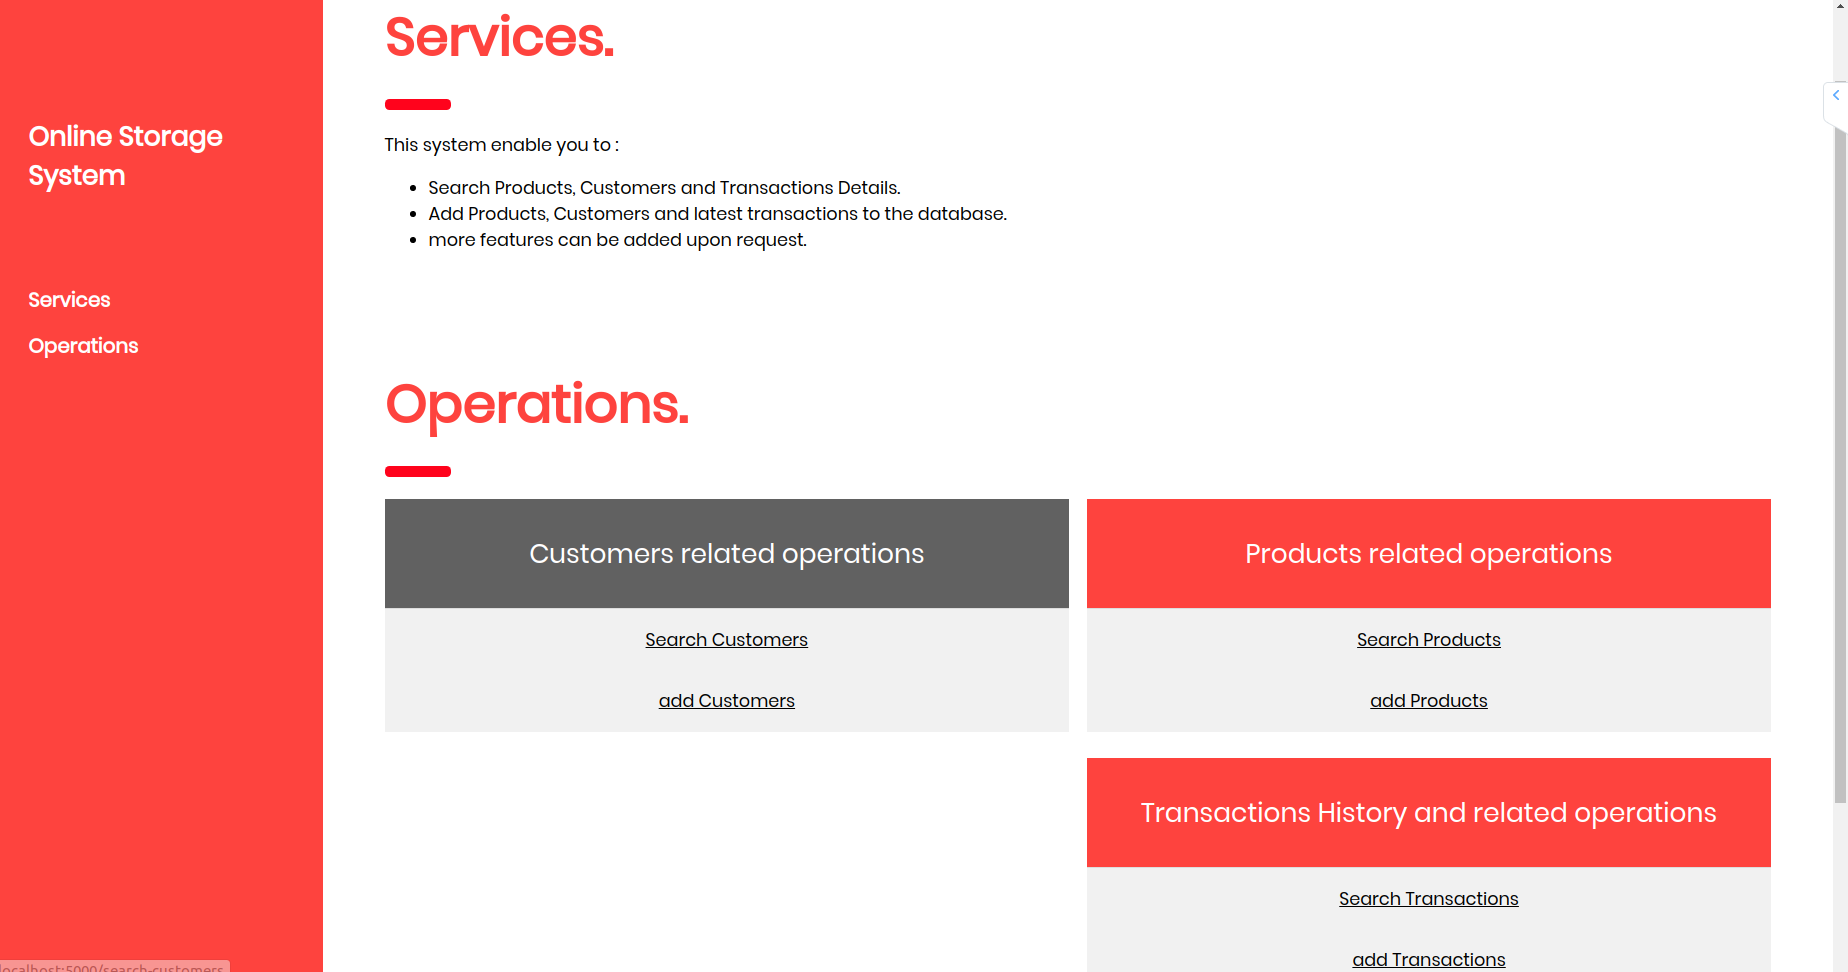 Online Storage
System
Services
Operations
Services.
This system enable you to :
Search Products, Customers and Transactions Details.
Add Products, Customers and latest transactions to the database.
more features can be added upon request.
Operations.
Customers related operations
Search Customers
add Customers
Products related operations
Search Products
add Products
Transactions History and related operations
Search Transactions
add Transactions
localhost:5000/search-customers